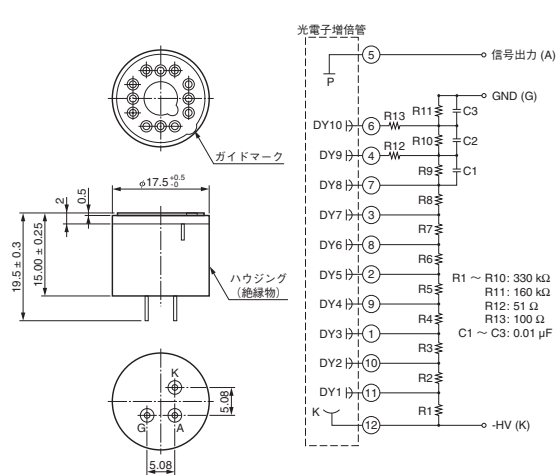 ガイドマーク
φ17.5 +0.5 -0
2
0.5
19.5 ± 0.3
15.00 ± 0.25
ハウジング
(絶縁物)
K
G
A
5.08
5.08
光電子増倍管
P
5
信号出力 (A)
GND (G)
R11
C3
DY10
6
R13
R10
C2
DY9
4
R12
R9
C1
DY8
7
R8
DY7
3
R7
DY6
8
R6
DY5
2
R5
DY4
9
R4
DY3
1
R3
DY2
10
R2
DY1
11
R1
K
12
-HV (K)
R1 ～ R10: 330 kΩ
R11: 160 kΩ
R12: 51 Ω
R13: 100 Ω
C1 ～ C3: 0.01 µF